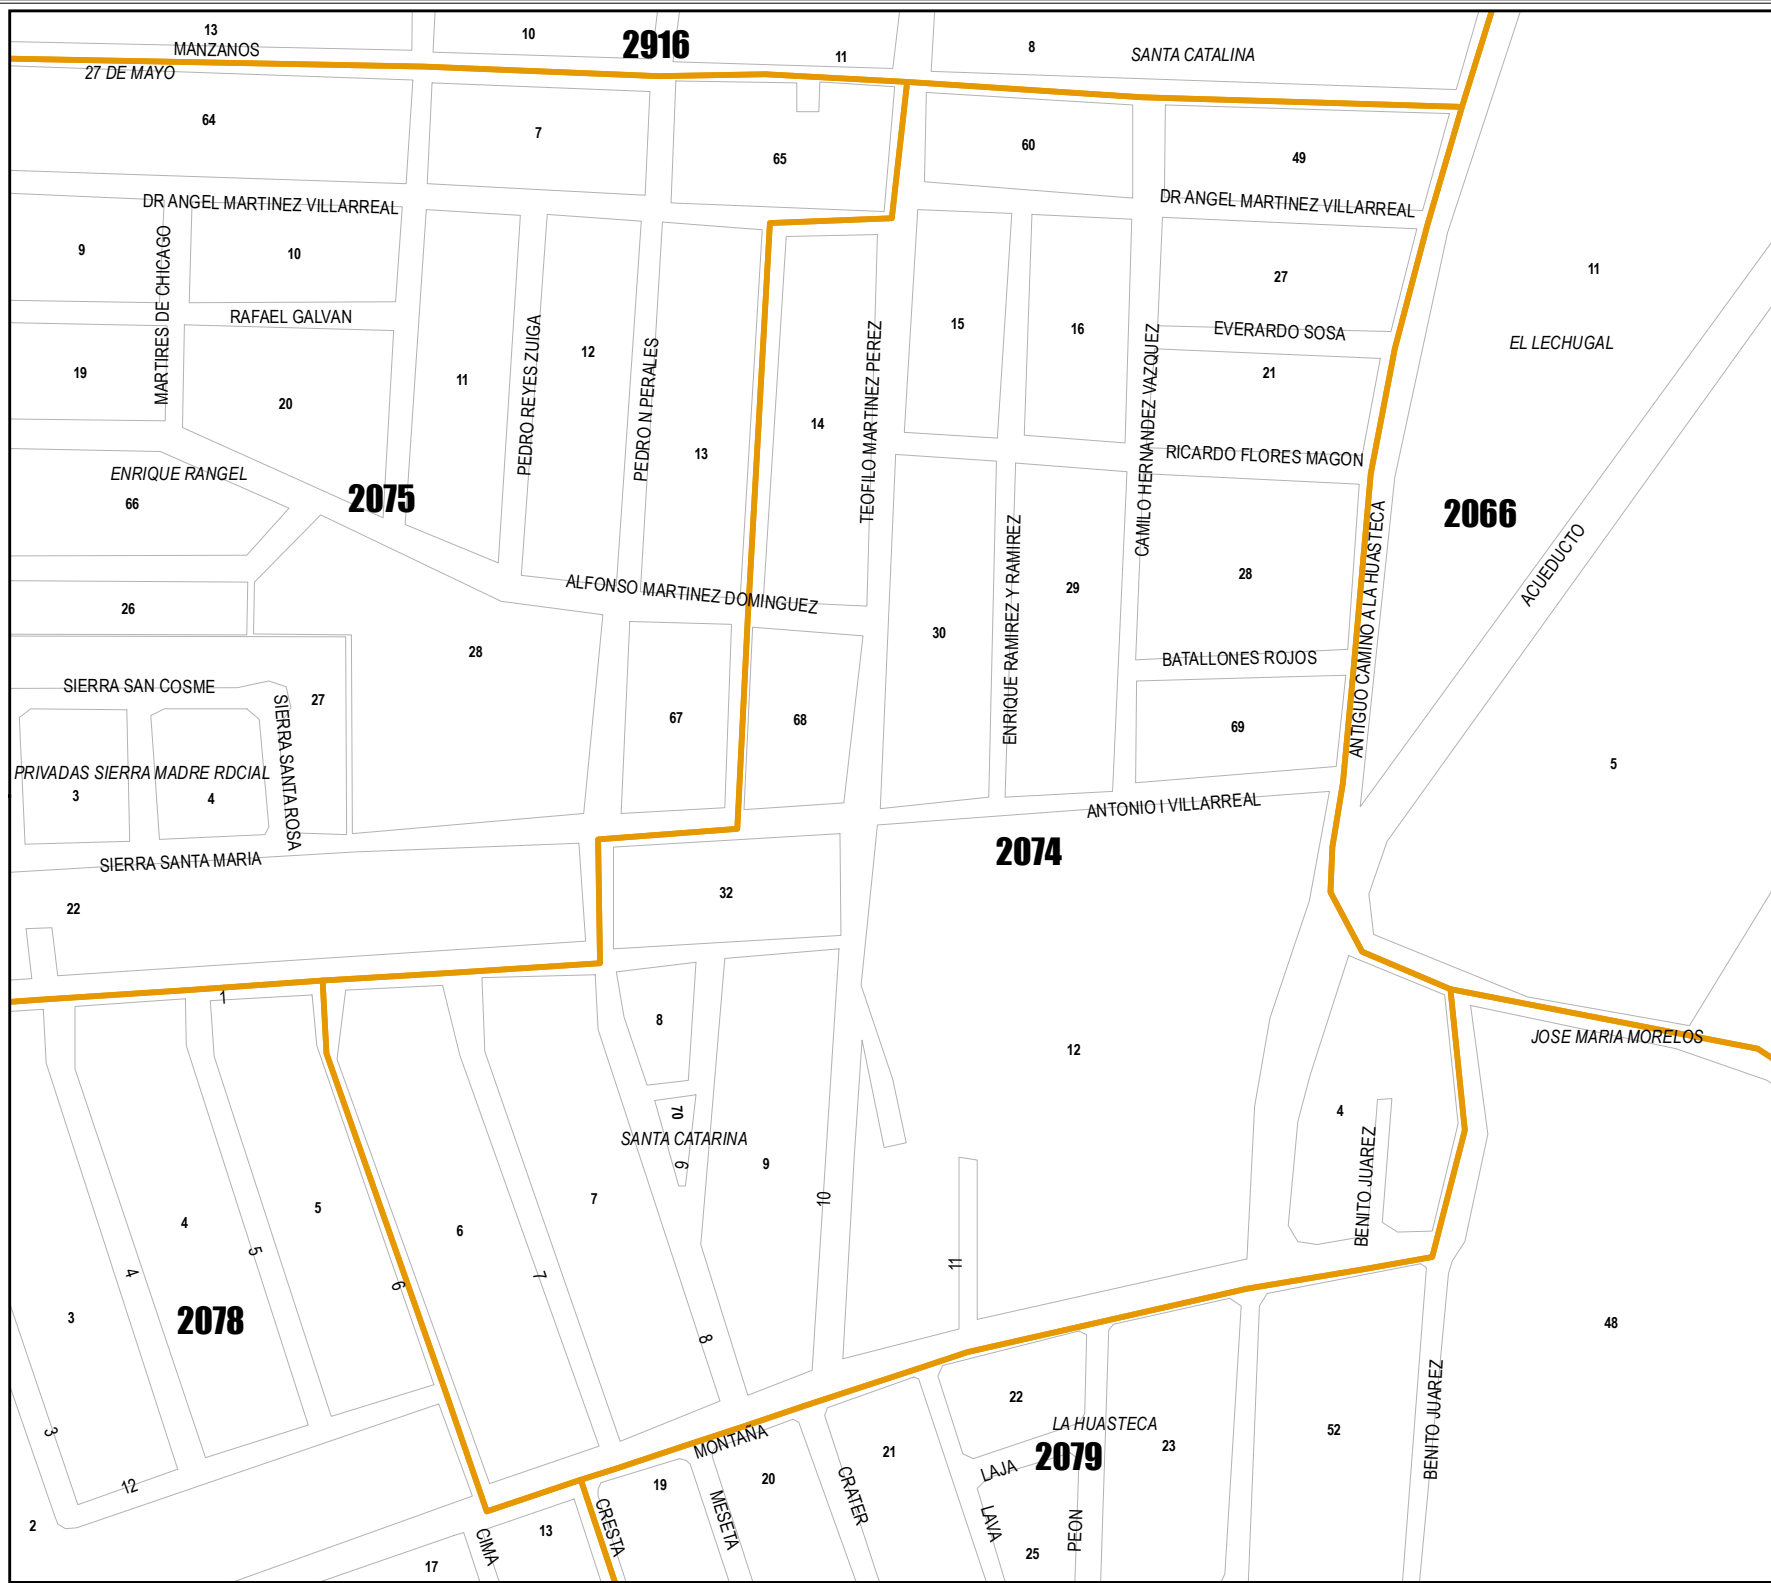 13
10
2916
11
8
SANTA CATALINA
MANZANOS
27 DE MAYO
64
7
65
60
49
DR ANGEL MARTINEZ VILLARREAL
DR ANGEL MARTINEZ VILLARREAL
9
MARTIRES DE CHICAGO
10
27
11
RAFAEL GALVAN
PEDRO REYES ZUIGA
12
PEDRO N PERALES
TEOFILO MARTINEZ PEREZ
15
16
CAMILO HERNANDEZ VAZQUEZ
EVERARDO SOSA
EL LECHUGAL
19
20
11
21
14
13
RICARDO FLORES MAGON
ENRIQUE RANGEL
66
2075
2066
ANTIGUO CAMINO A LA HUASTECA
ACUEDUCTO
ENRIQUE RAMIREZ Y RAMIREZ
28
29
ALFONSO MARTINEZ DOMINGUEZ
26
30
28
BATALLONES ROJOS
SIERRA SAN COSME
27
SIERRA SANTA ROSA
67
68
69
PRIVADAS SIERRA MADRE RDCIAL
3
4
5
ANTONIO I VILLARREAL
2074
SIERRA SANTA MARIA
32
22
1
8
12
JOSE MARIA MORELOS
70
SANTA CATARINA
9
9
4
BENITO JUAREZ
10
7
5
6
4
5
4
6
7
11
3
2078
8
48
BENITO JUAREZ
22
LA HUASTECA
52
23
3
MONTAÑA
21
2079
LAJA
12
19
20
CRATER
MESETA
CRESTA
LAVA
PEON
2
CIMA
13
17
25